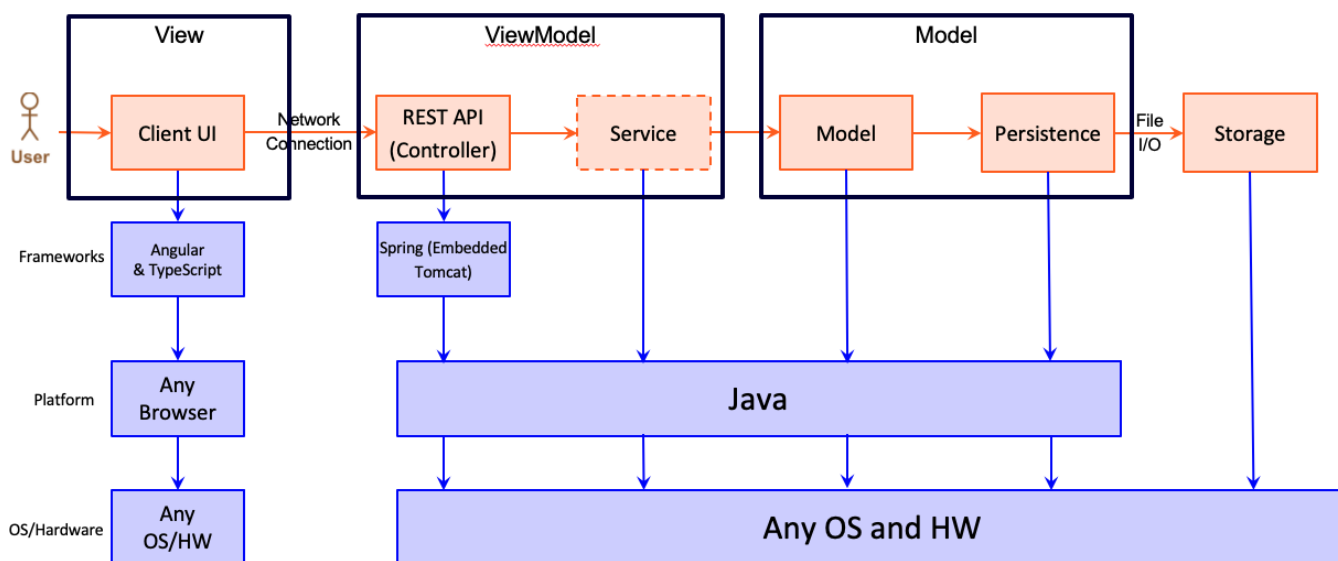 View
ViewModel
Model
User
Client UI
Network
Connection
REST API
(Controller)
Service
Model
Persistence
File
I/O
Storage
Frameworks
Angular
& TypeScript
Spring (Embedded
Tomcat)
Platform
Any
Browser
Java
OS/Hardware
Any
OS/HW
Any OS and HW